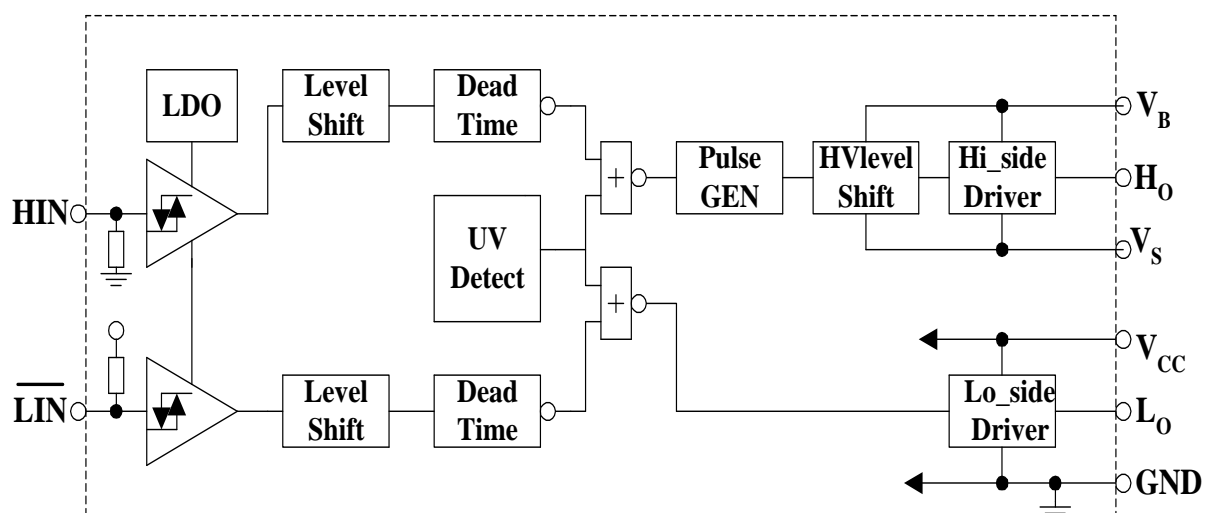 LDO
Level
Shift
Dead
Time
V_B
HIN
UV
Detect
+
Pulse
GEN
HVlevel
Shift
Hi_side
Driver
H_O
V_S
+
V_CC
LIN
Level
Shift
Dead
Time
Lo_side
Driver
L_O
GND